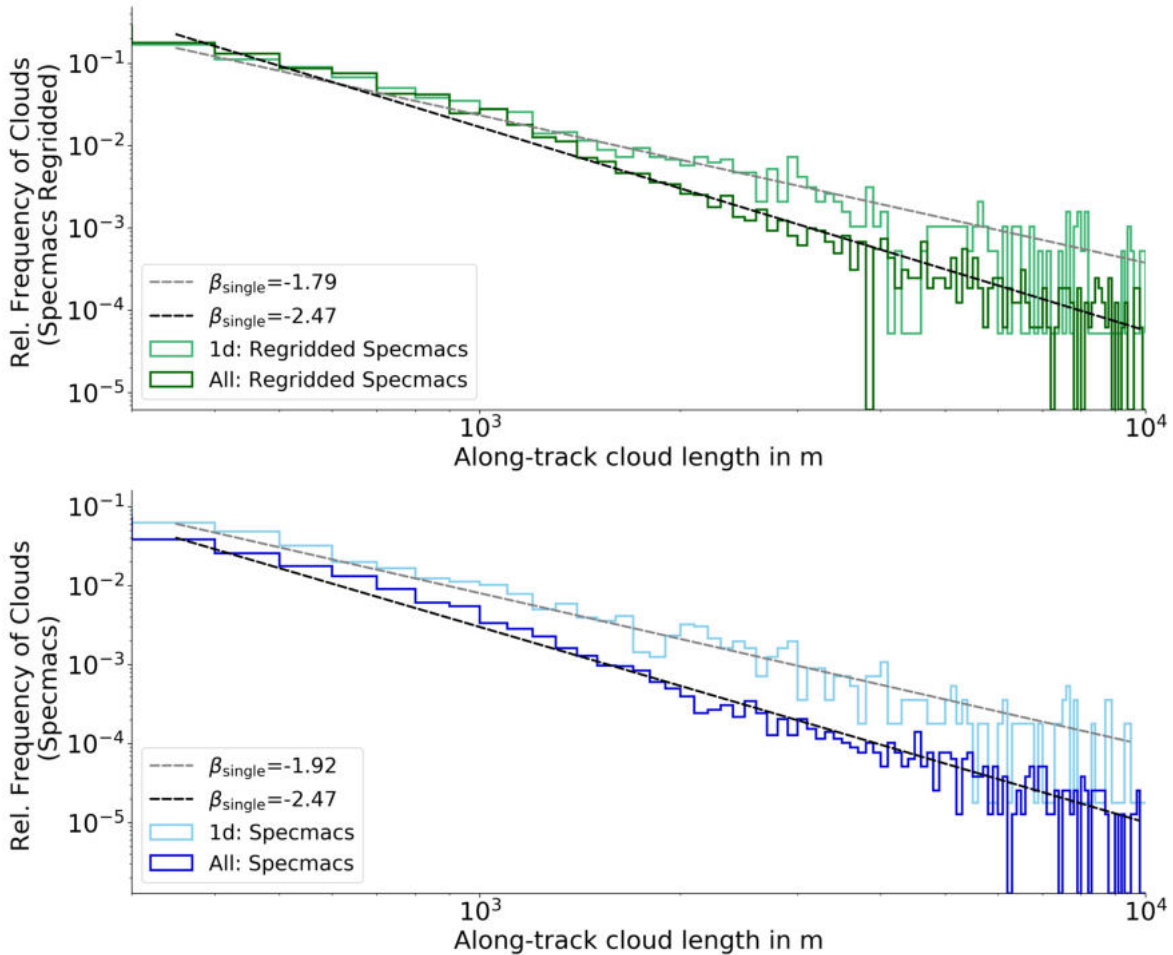 Rel. Frequency of Clouds
(Specmacs Regridded)
10⁻¹
10⁻²
10⁻³
10⁻⁴
10⁻⁵
β_single=-1.79
β_single=-2.47
1d: Regridded Specmacs
All: Regridded Specmacs
10³
10⁴
Along-track cloud length in m
Rel. Frequency of Clouds
(Specmacs)
10⁻¹
10⁻²
10⁻³
10⁻⁴
10⁻⁵
β_single=-1.92
β_single=-2.47
1d: Specmacs
All: Specmacs
10³
10⁴
Along-track cloud length in m